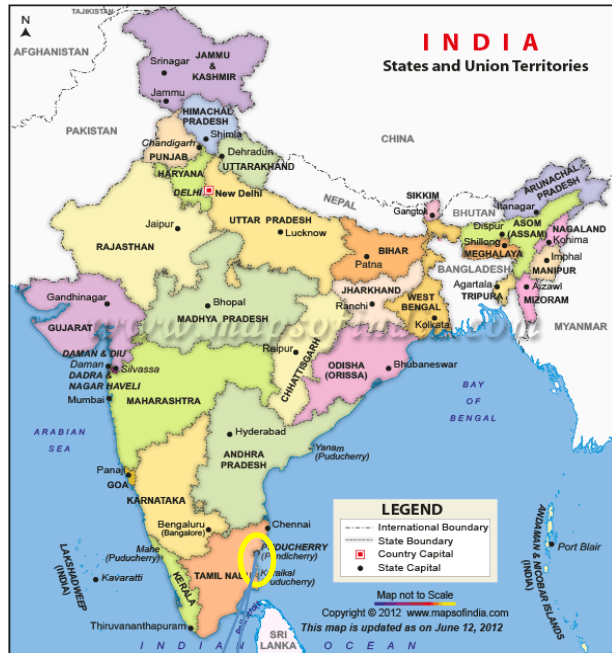 TAJIKISTAN
N
INDIA
States and Union Territories
AFGHANISTAN
JAMMU
&
KASHMIR
Srinagar
Jammu
PAKISTAN
CHINA
HIMACHAL
PRADESH
Shimla
Chandigarh
PUNJAB
Dehradun
UTTARAKHAND
HARYANA
DELHI
New Delhi
NEPAL
SIKKIM
Gangtok
BHUTAN
ARUNACHAL
PRADESH
Itanagar
Dispur
ASOM
(ASSAM)
NAGALAND
Kohima
Shillong
MEGHALAYA
Imphal
MANIPUR
BANGLADESH
Agartala
TRIPURA
Aizawl
MIZORAM
MYANMAR
Jaipur
RAJASTHAN
UTTAR PRADESH
Lucknow
BIHAR
Patna
JHARKHAND
Ranchi
WEST
BENGAL
Kolkata
Gandhinagar
GUJARAT
Bhopal
MADHYA PRADESH
www.mapsofindia.com
Raipur
CHHATTISGARH
ODISHA
(ORISSA)
Bhubaneswar
DAMAN & DIU
Daman
Silvassa
DADRA &
NAGAR HAVELI
Mumbai
MAHARASHTRA
ARABIAN
SEA
BAY
OF
BENGAL
Hyderabad
ANDHRA
PRADESH
Yanam
(Puducherry)
Panaji
GOA
KARNATAKA
Bengaluru
(Bangalore)
Chennai
PUDUCHERRY
(Pondicherry)
Mahe
(Puducherry)
TAMIL NADU
Karaikal
(Puducherry)
KERALA
LAKSHADWEEP
(INDIA)
Kavaratti
Thiruvananthapuram
SRI
LANKA
INDIAN OCEAN
ANDAMAN & NICOBAR ISLANDS
(INDIA)
Port Blair
LEGEND
International Boundary
State Boundary
Country Capital
State Capital
Map not to Scale
Copyright © 2012 www.mapsofindia.com
This map is updated as on June 12, 2012